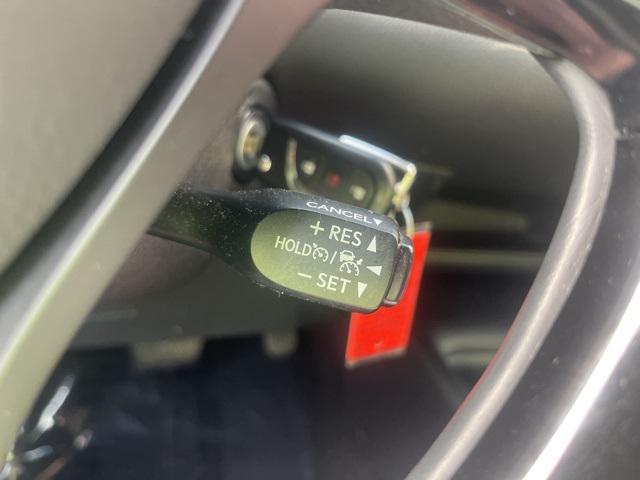 CANCEL▼
+ RES▲
HOLD / ◀
− SET▼